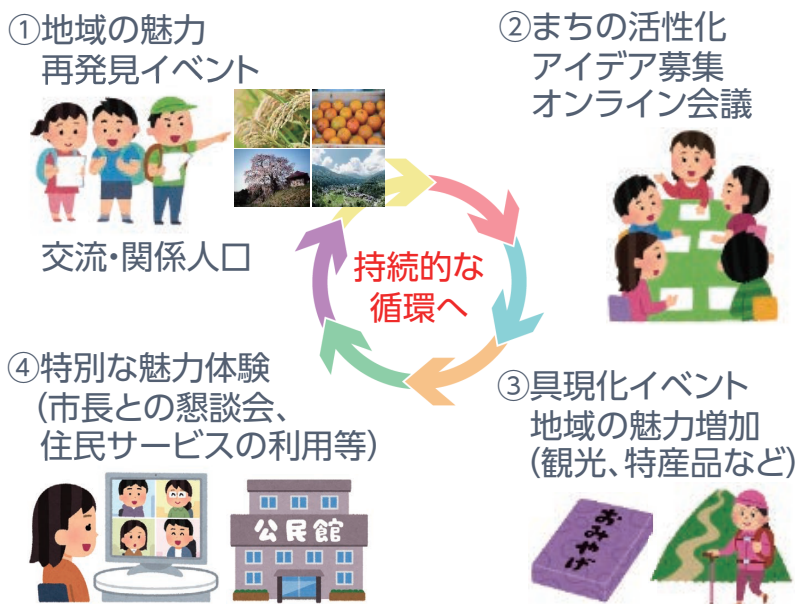 ①地域の魅力
再発見イベント
交流・関係人口
②まちの活性化
アイデア募集
オンライン会議
持続的な
循環へ
③具現化イベント
地域の魅力増加
(観光、特産品など)
おみやげ
④特別な魅力体験
(市長との懇談会、
住民サービスの利用等)
公民館